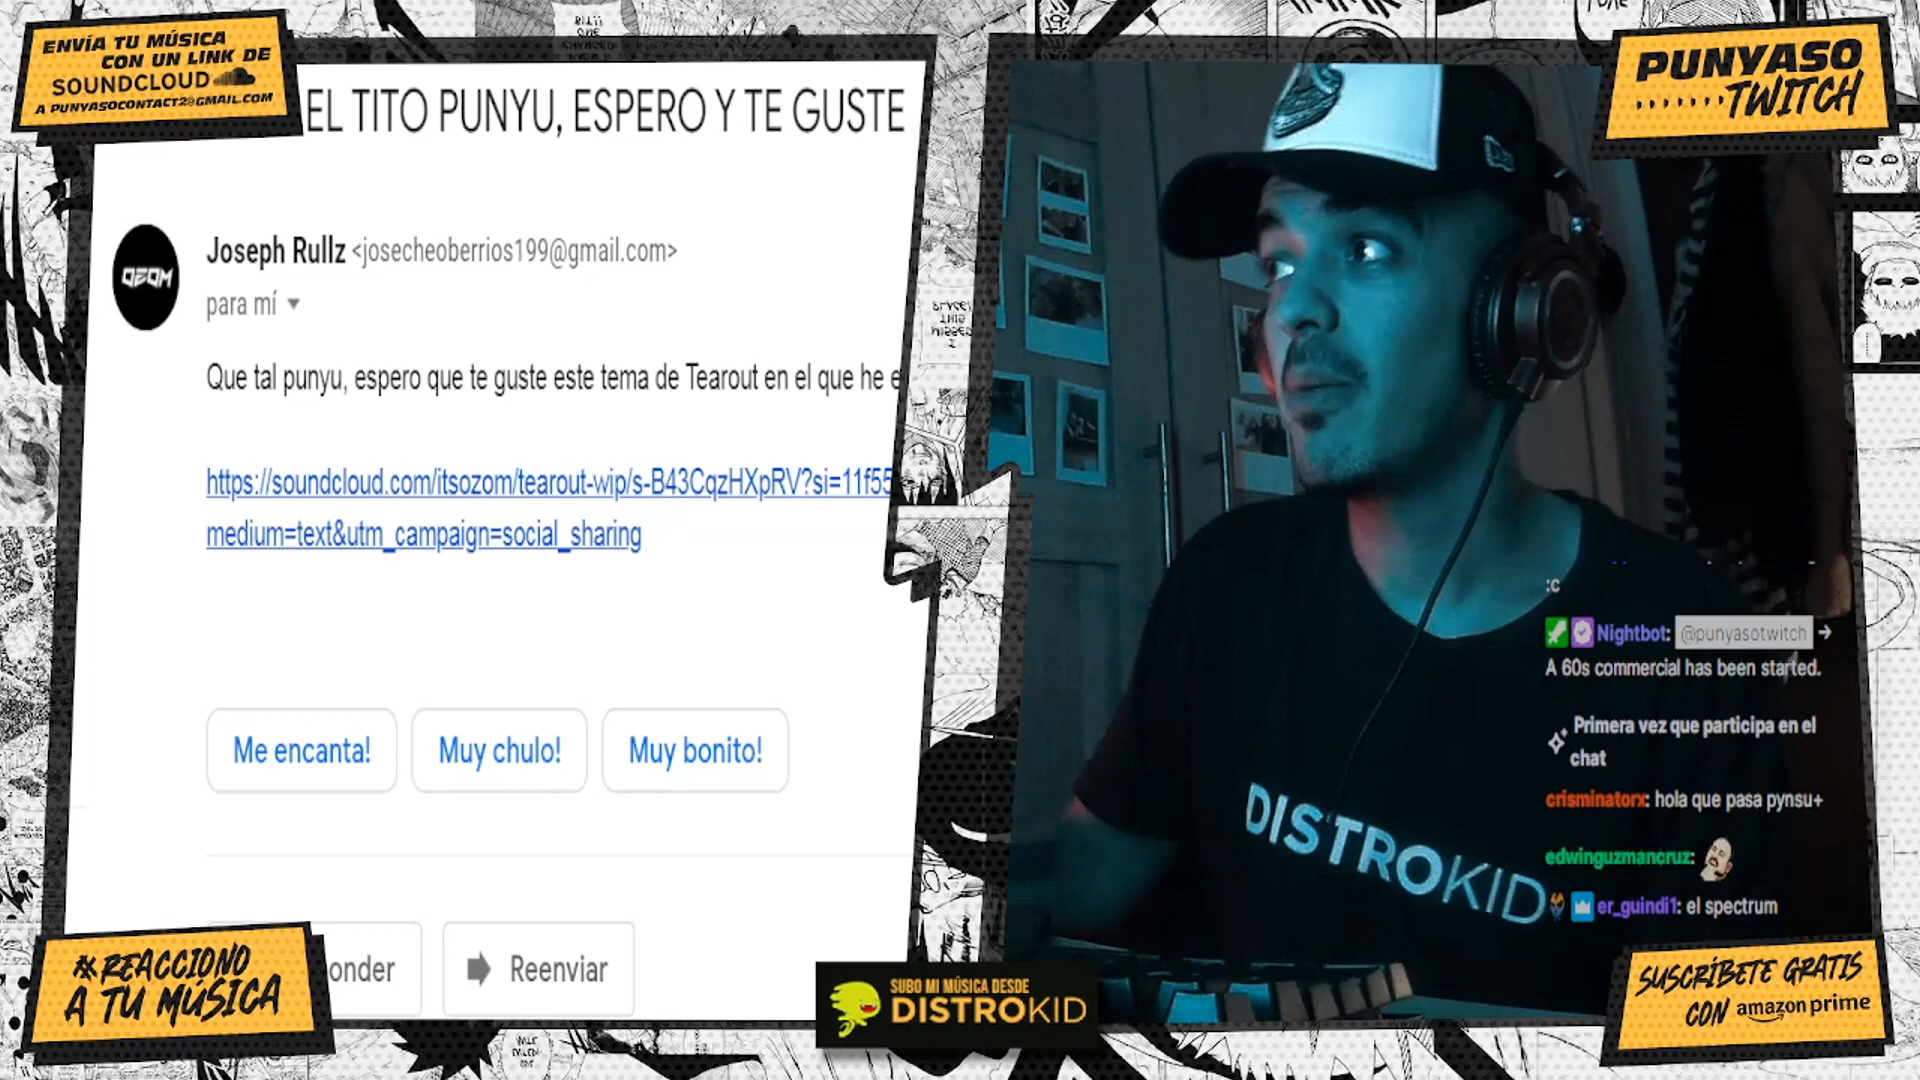 ENVÍA TU MÚSICA
CON UN LINK DE
SOUNDCLOUD
A PUNYASOCONTACT2@GMAIL.COM
EL TITO PUNYU, ESPERO Y TE GUSTE
Joseph Rullz <josecheoberrios199@gmail.com>
para mí
Que tal punyu, espero que te guste este tema de Tearout en el que he e
https://soundcloud.com/itsozom/tearout-wip/s-B43CqzHXpRV?si=11f55
medium=text&utm_campaign=social_sharing
Me encanta!
Muy chulo!
Muy bonito!
onder
Reenviar
#REACCIONO
A TU MÚSICA
SUBO MI MÚSICA DESDE
DISTROKID
PUNYASO
TWITCH
DISTROKID
:c
Nightbot: @punyasotwitch →
A 60s commercial has been started.
Primera vez que participa en el
chat
crisminatorx: hola que pasa pynsu+
edwinguzmancruz:
er_guindi1: el spectrum
SUSCRÍBETE GRATIS
CON amazon prime